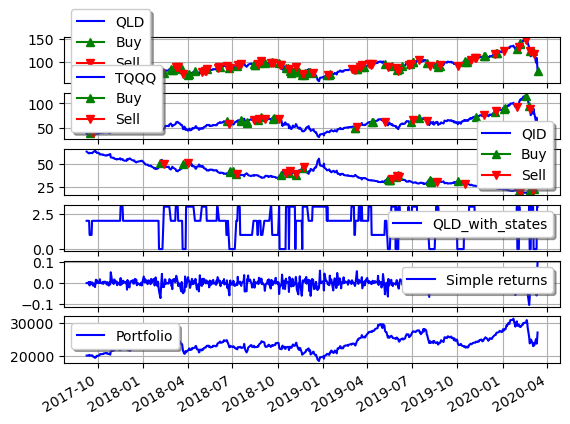 QLD
Buy
Sell
150
100
TQQQ
Buy
Sell
100
50
QID
Buy
Sell
50
25
QLD_with_states
2.5
0.0
Simple returns
0.1
0.0
−0.1
Portfolio
30000
20000
2017-10
2018-01
2018-04
2018-07
2018-10
2019-01
2019-04
2019-07
2019-10
2020-01
2020-04